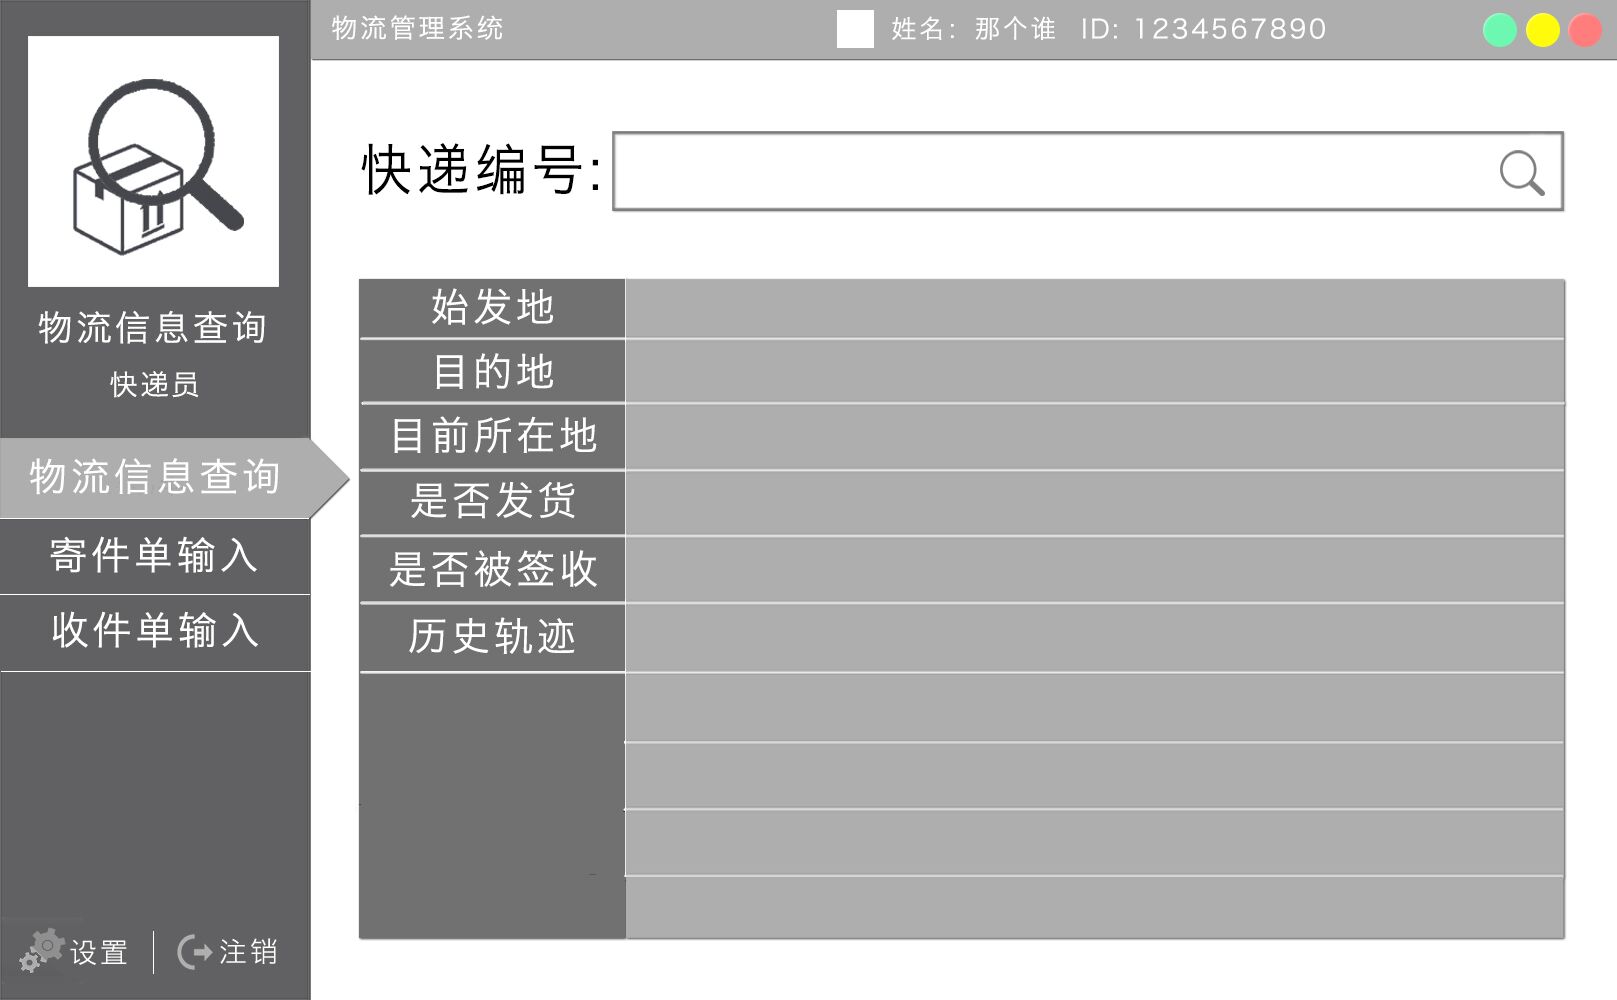 物流管理系统
姓名：那个谁 ID: 1234567890
物流信息查询
快递员
物流信息查询
寄件单输入
收件单输入
设置
注销
快递编号:
始发地
目的地
目前所在地
是否发货
是否被签收
历史轨迹